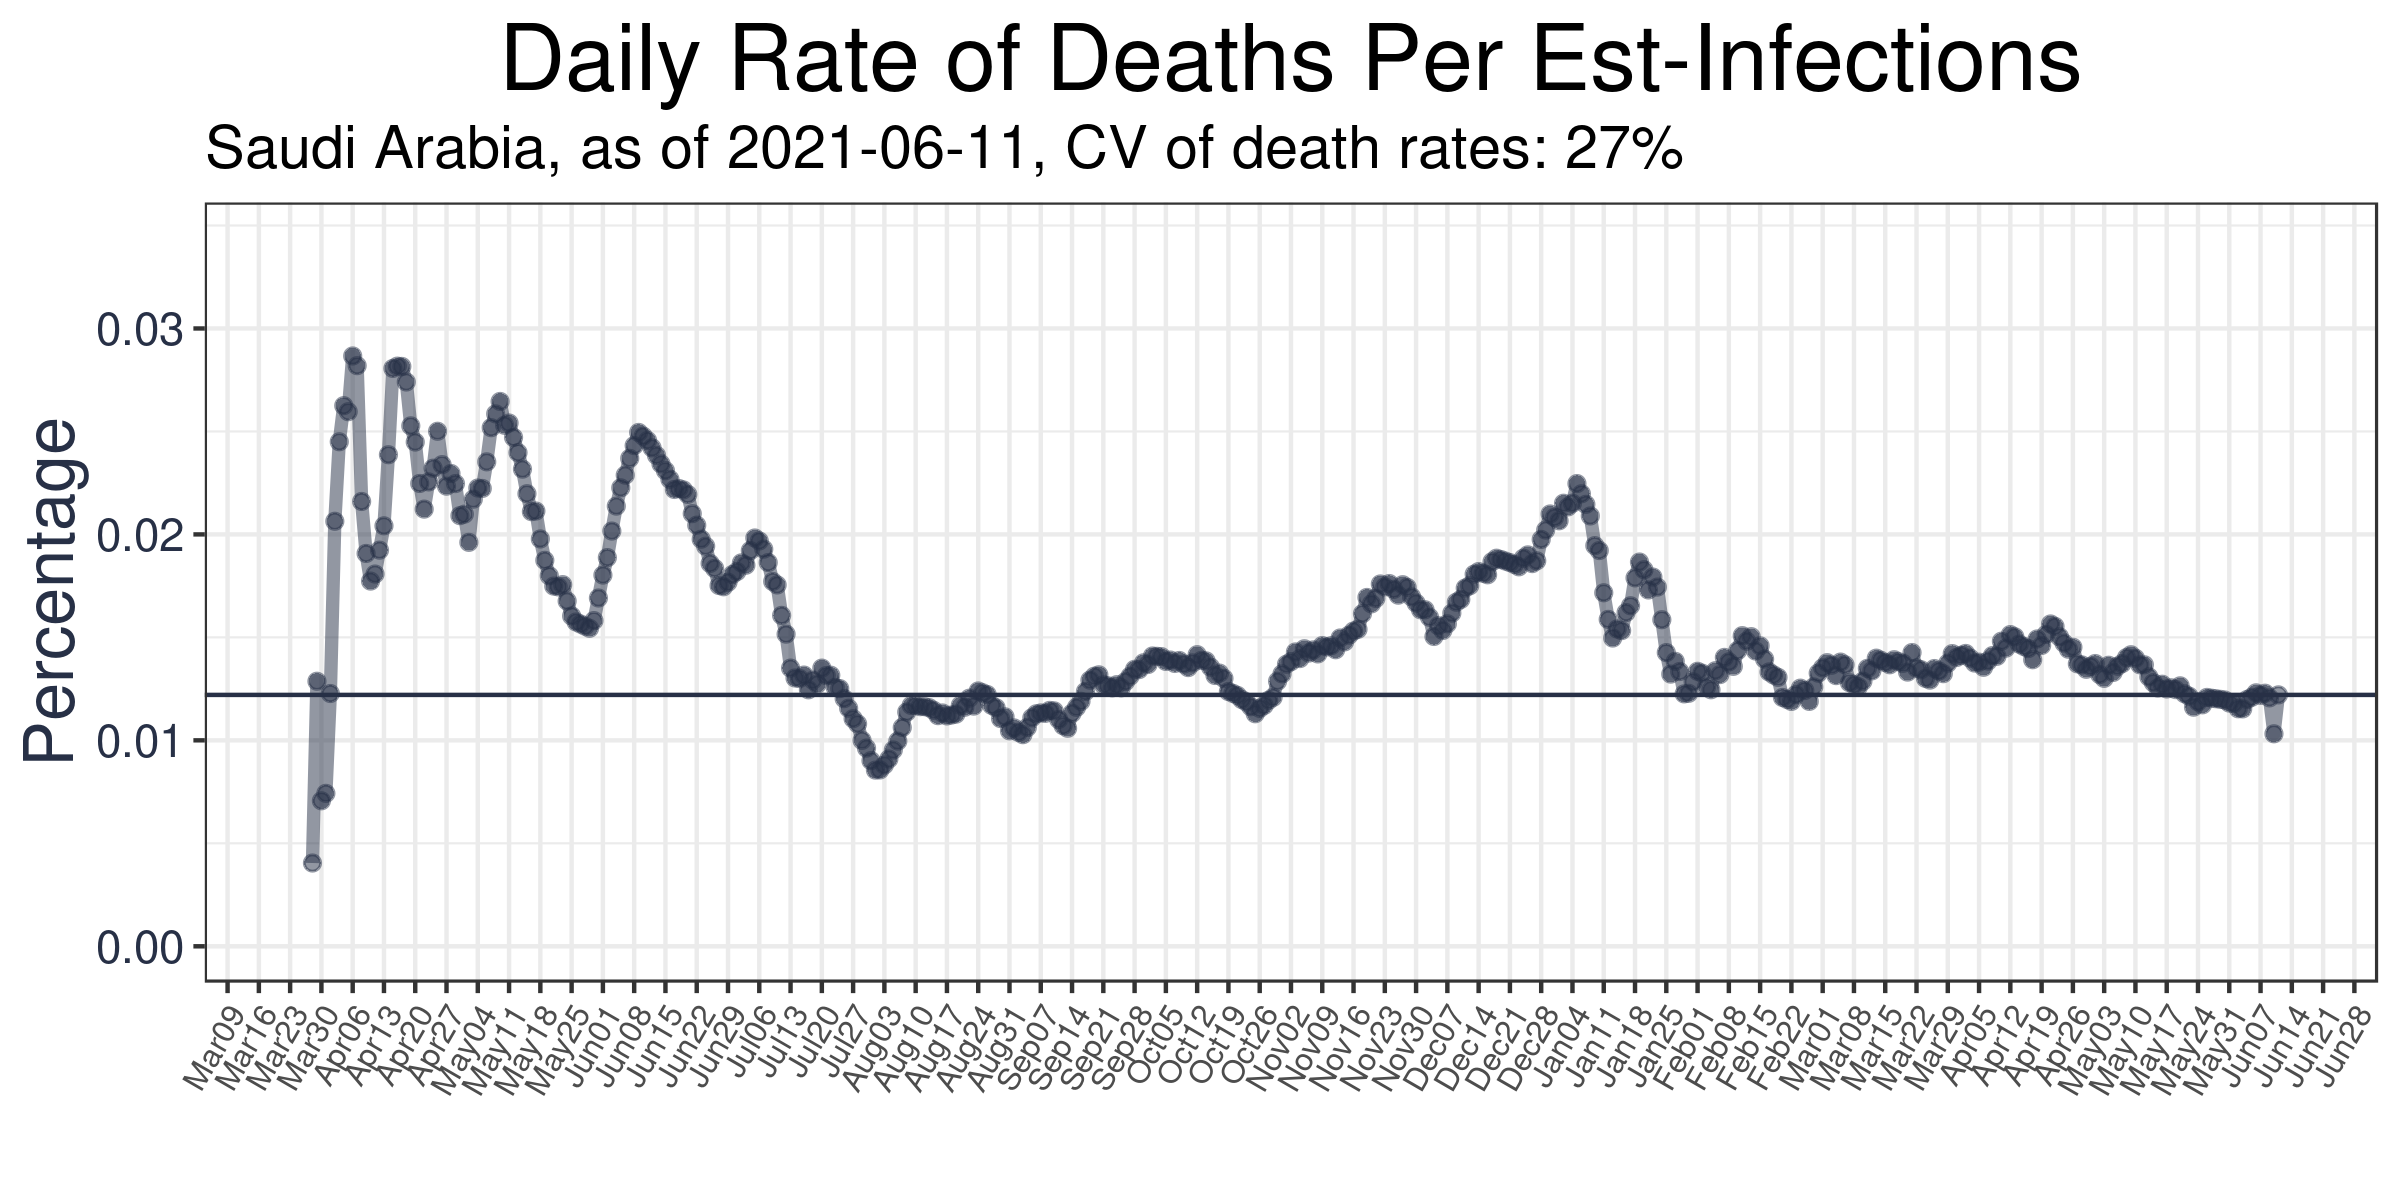 Daily Rate of Deaths Per Est-Infections
Saudi Arabia, as of 2021-06-11, CV of death rates: 27%
Percentage
0.03
0.02
0.01
0.00
Mar09
Mar16
Mar23
Mar30
Apr06
Apr13
Apr20
Apr27
May04
May11
May18
May25
Jun01
Jun08
Jun15
Jun22
Jun29
Jul06
Jul13
Jul20
Jul27
Aug03
Aug10
Aug17
Aug24
Aug31
Sep07
Sep14
Sep21
Sep28
Oct05
Oct12
Oct19
Oct26
Nov02
Nov09
Nov16
Nov23
Nov30
Dec07
Dec14
Dec21
Dec28
Jan04
Jan11
Jan18
Jan25
Feb01
Feb08
Feb15
Feb22
Mar01
Mar08
Mar15
Mar22
Mar29
Apr05
Apr12
Apr19
Apr26
May03
May10
May17
May24
May31
Jun07
Jun14
Jun21
Jun28